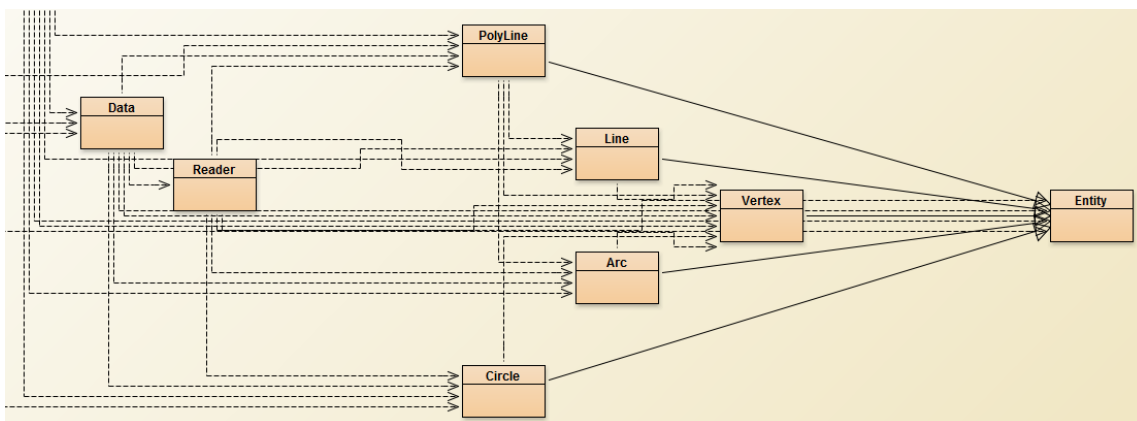 PolyLine
Data
Line
Reader
Vertex
Entity
Arc
Circle